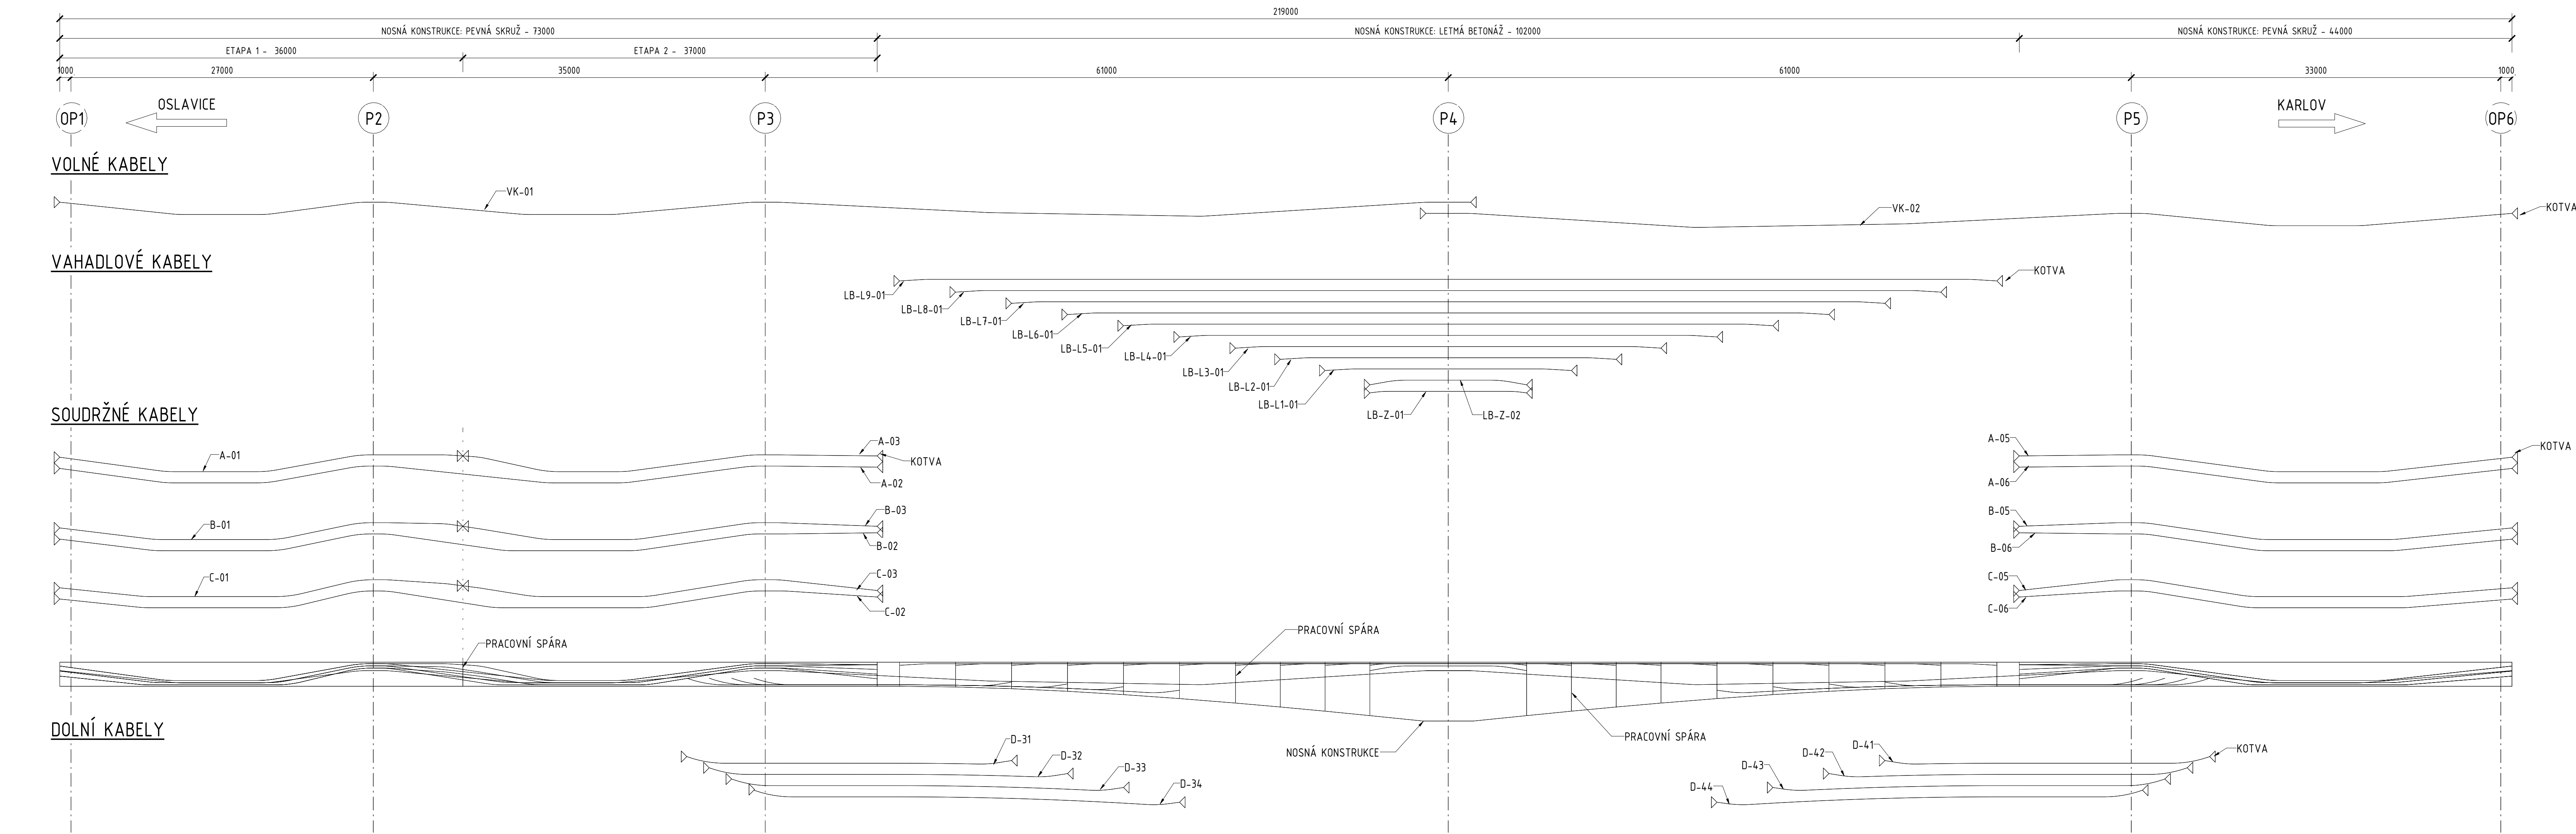 219000
NOSNÁ KONSTRUKCE: PEVNÁ SKRUŽ - 73000
NOSNÁ KONSTRUKCE: LETMÁ BETONÁŽ - 102000
NOSNÁ KONSTRUKCE: PEVNÁ SKRUŽ - 44000
ETAPA 1 - 36000
ETAPA 2 - 37000
1000
27000
35000
61000
61000
33000
1000
OSLAVICE
KARLOV
OP1
P2
P3
P4
P5
OP6
VOLNÉ KABELY
VK-01
VK-02
KOTVA
VAHADLOVÉ KABELY
KOTVA
LB-L9-01
LB-L8-01
LB-L7-01
LB-L6-01
LB-L5-01
LB-L4-01
LB-L3-01
LB-L2-01
LB-L1-01
LB-Z-01
LB-Z-02
SOUDRŽNÉ KABELY
A-01
A-03
KOTVA
A-02
A-05
KOTVA
A-06
B-01
B-03
B-02
B-05
B-06
C-01
C-03
C-02
C-05
C-06
PRACOVNÍ SPÁRA
PRACOVNÍ SPÁRA
PRACOVNÍ SPÁRA
NOSNÁ KONSTRUKCE
DOLNÍ KABELY
D-31
D-32
D-33
D-34
D-41
D-42
D-43
D-44
KOTVA